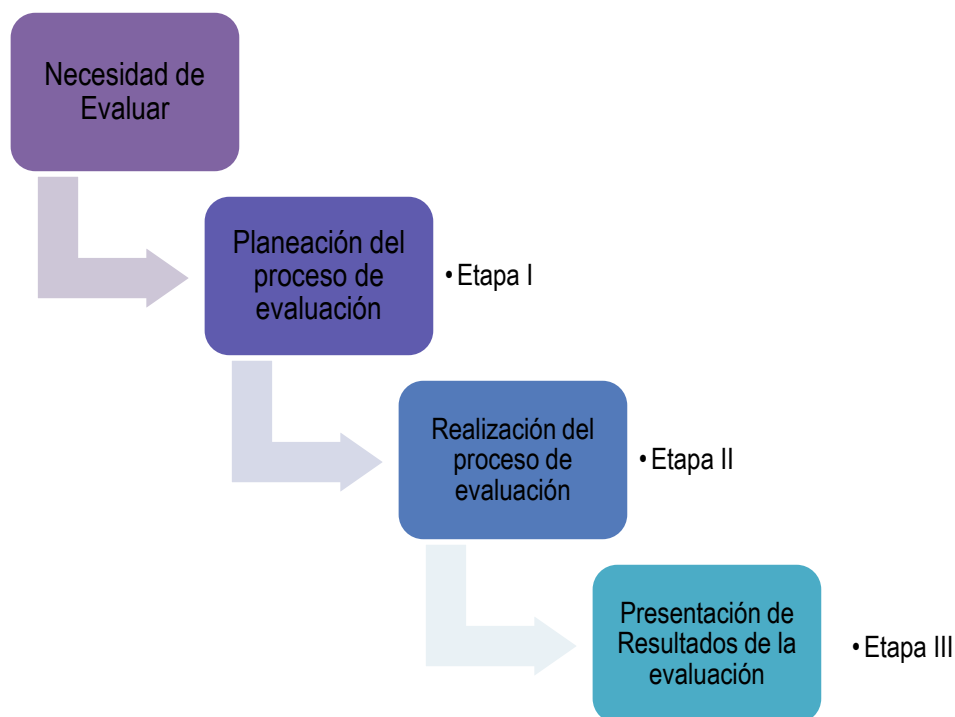 Necesidad de
Evaluar
Planeación del
proceso de
evaluación
• Etapa I
Realización del
proceso de
evaluación
• Etapa II
Presentación de
Resultados de la
evaluación
• Etapa III